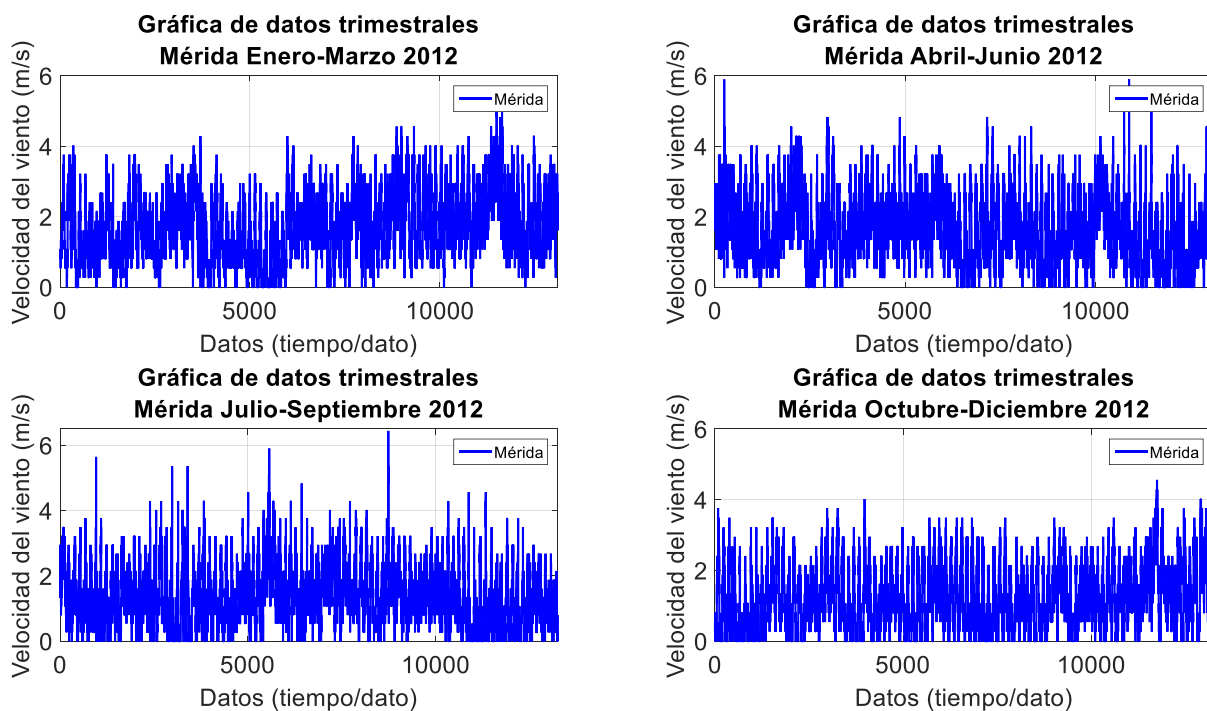 Gráfica de datos trimestrales
Mérida Enero-Marzo 2012
Velocidad del viento (m/s)
6
4
2
0
Mérida
0 5000 10000
Datos (tiempo/dato)
Gráfica de datos trimestrales
Mérida Abril-Junio 2012
Velocidad del viento (m/s)
6
4
2
0
Mérida
0 5000 10000
Datos (tiempo/dato)
Gráfica de datos trimestrales
Mérida Julio-Septiembre 2012
Velocidad del viento (m/s)
6
4
2
0
Mérida
0 5000 10000
Datos (tiempo/dato)
Gráfica de datos trimestrales
Mérida Octubre-Diciembre 2012
Velocidad del viento (m/s)
6
4
2
0
Mérida
0 5000 10000
Datos (tiempo/dato)